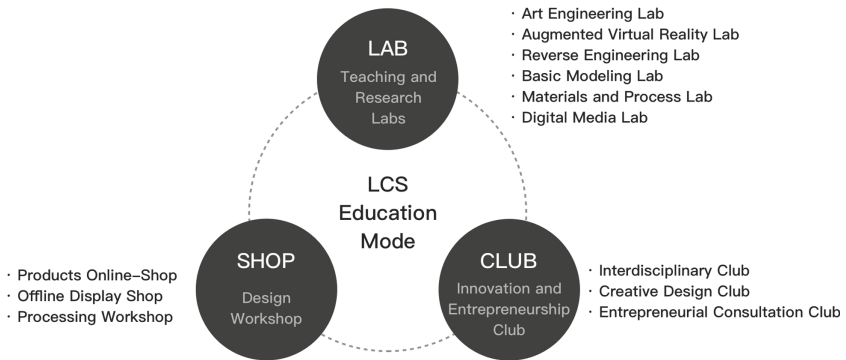 LAB
Teaching and
Research
Labs
· Art Engineering Lab
· Augmented Virtual Reality Lab
· Reverse Engineering Lab
· Basic Modeling Lab
· Materials and Process Lab
· Digital Media Lab
LCS
Education
Mode
SHOP
Design
Workshop
· Products Online–Shop
· Offline Display Shop
· Processing Workshop
CLUB
Innovation and
Entrepreneurship
Club
· Interdisciplinary Club
· Creative Design Club
· Entrepreneurial Consultation Club